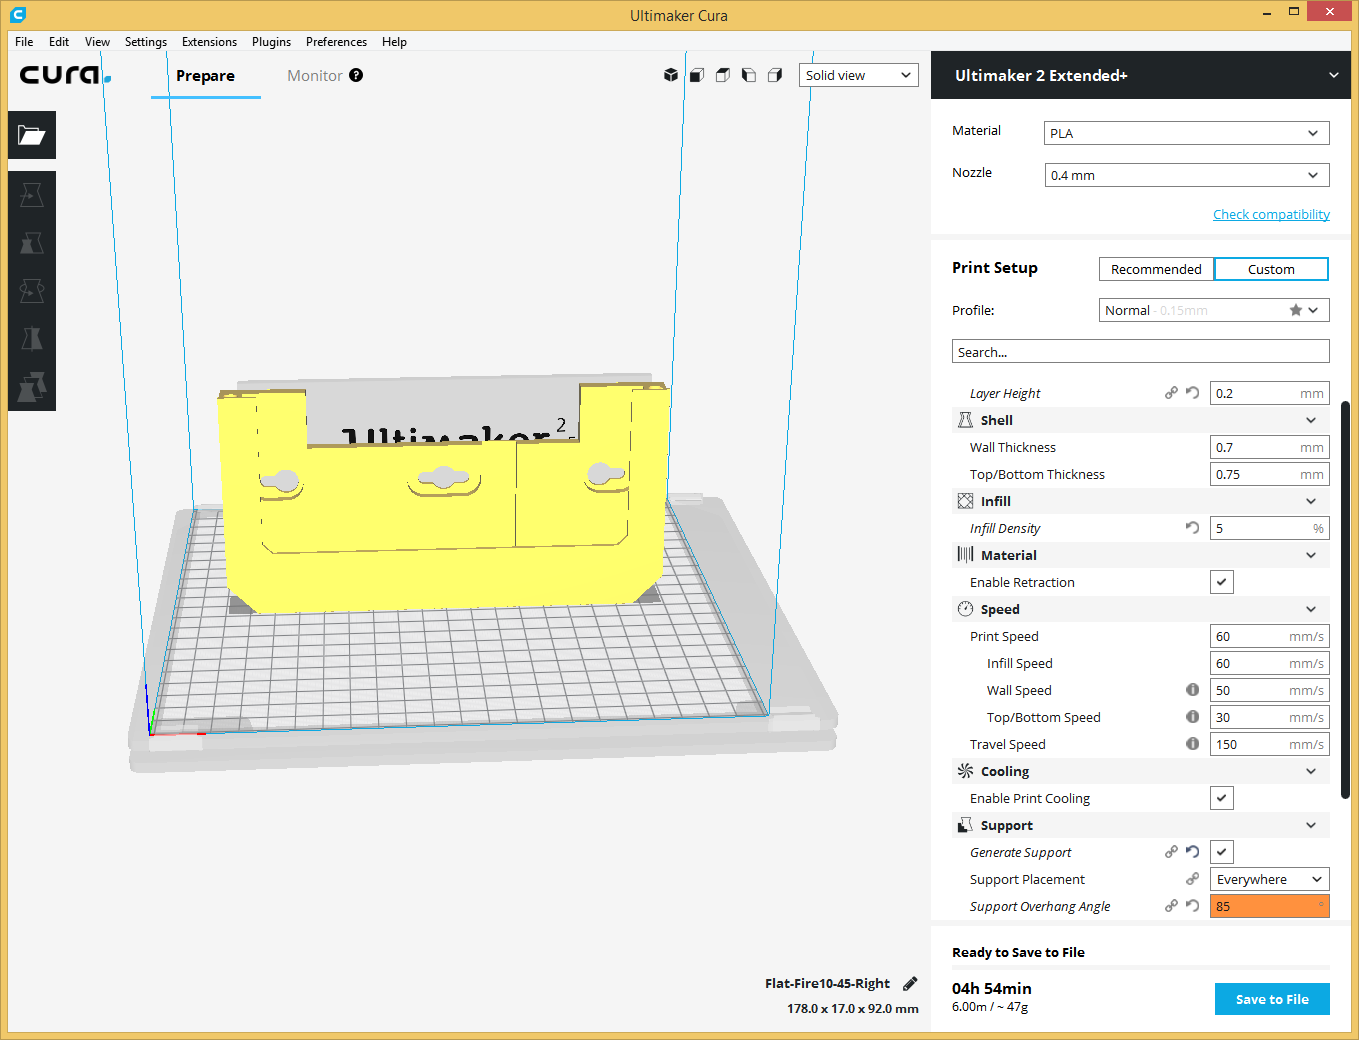 Ultimaker Cura
File Edit View Settings Extensions Plugins Preferences Help
cura.
Prepare
Monitor ?
Solid view
Ultimaker 2 Extended+
Material
PLA
Nozzle
0.4 mm
Check compatibility
Print Setup
Recommended
Custom
Profile:
Normal - 0.15mm
Search...
Layer Height 0.2 mm
Shell
Wall Thickness 0.7 mm
Top/Bottom Thickness 0.75 mm
Infill
Infill Density 5 %
Material
Enable Retraction
Speed
Print Speed 60 mm/s
Infill Speed 60 mm/s
Wall Speed 50 mm/s
Top/Bottom Speed 30 mm/s
Travel Speed 150 mm/s
Cooling
Enable Print Cooling
Support
Generate Support
Support Placement Everywhere
Support Overhang Angle 85 °
Ultimaker 2
Ready to Save to File
04h 54min
6.00m / ~ 47g
Save to File
Flat-Fire10-45-Right
178.0 x 17.0 x 92.0 mm